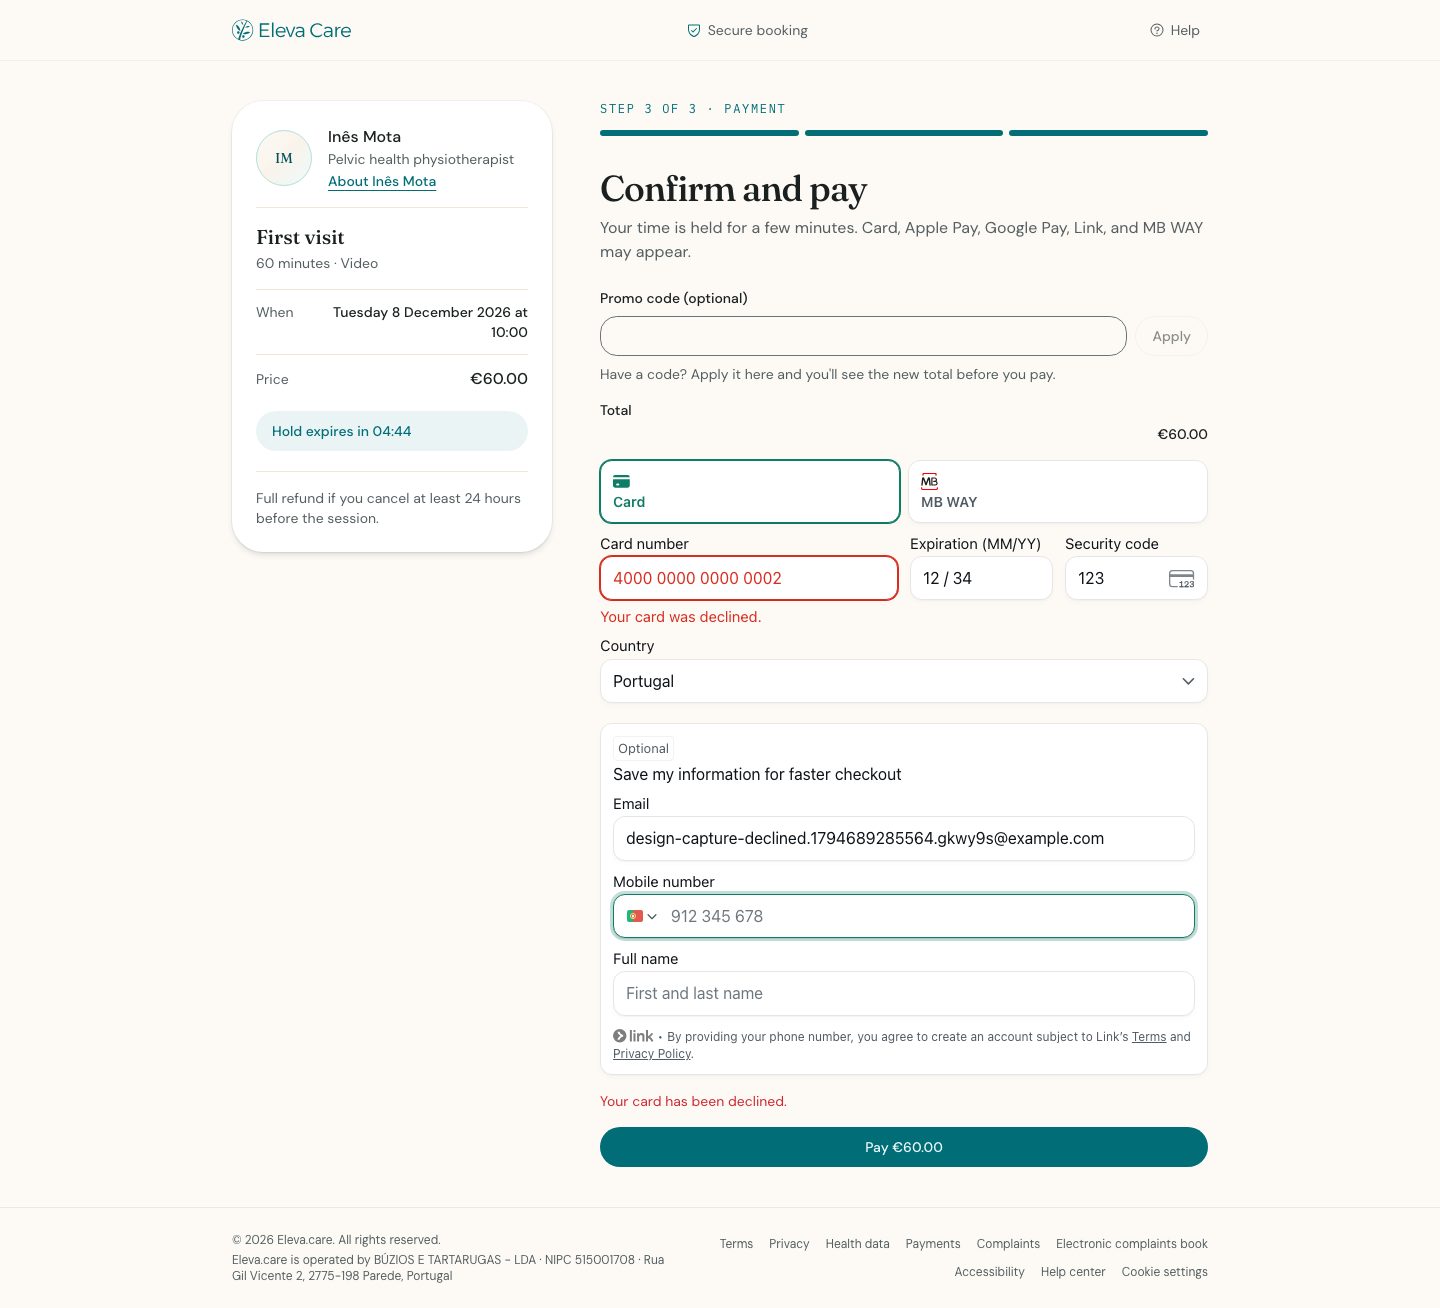 Eleva Care
Secure booking
Help
IM
Inês Mota
Pelvic health physiotherapist
About Inês Mota
First visit
60 minutes · Video
When
Tuesday 8 December 2026 at
10:00
Price
€60.00
Hold expires in 04:44
Full refund if you cancel at least 24 hours
before the session.
STEP 3 OF 3 · PAYMENT
Confirm and pay
Your time is held for a few minutes. Card, Apple Pay, Google Pay, Link, and MB WAY
may appear.
Promo code (optional)
Apply
Have a code? Apply it here and you'll see the new total before you pay.
Total
€60.00
Card
MB
MB WAY
Card number
4000 0000 0000 0002
Your card was declined.
Expiration (MM/YY)
12 / 34
Security code
123
123
Country
Portugal
Optional
Save my information for faster checkout
Email
design-capture-declined.1794689285564.gkwy9s@example.com
Mobile number
912 345 678
Full name
First and last name
link • By providing your phone number, you agree to create an account subject to Link’s Terms and
Privacy Policy.
Your card has been declined.
Pay €60.00
© 2026 Eleva.care. All rights reserved.
Eleva.care is operated by BÚZIOS E TARTARUGAS - LDA · NIPC 515001708 · Rua
Gil Vicente 2, 2775-198 Parede, Portugal
Terms Privacy Health data Payments Complaints Electronic complaints book
Accessibility Help center Cookie settings